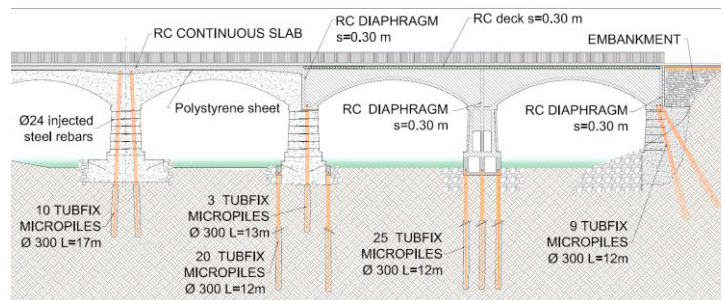 RC CONTINUOUS SLAB
RC DIAPHRAGM
s=0.30 m
RC deck s=0.30 m
EMBANKMENT
Ø24 injected
steel rebars
Polystyrene sheet
RC DIAPHRAGM
s=0.30 m
RC DIAPHRAGM
s=0.30 m
10 TUBFIX
MICROPILES
Ø 300 L=17m
3 TUBFIX
MICROPILES
Ø 300 L=13m
20 TUBFIX
MICROPILES
Ø 300 L=12m
25 TUBFIX
MICROPILES
Ø 300 L=12m
9 TUBFIX
MICROPILES
Ø 300 L=12m